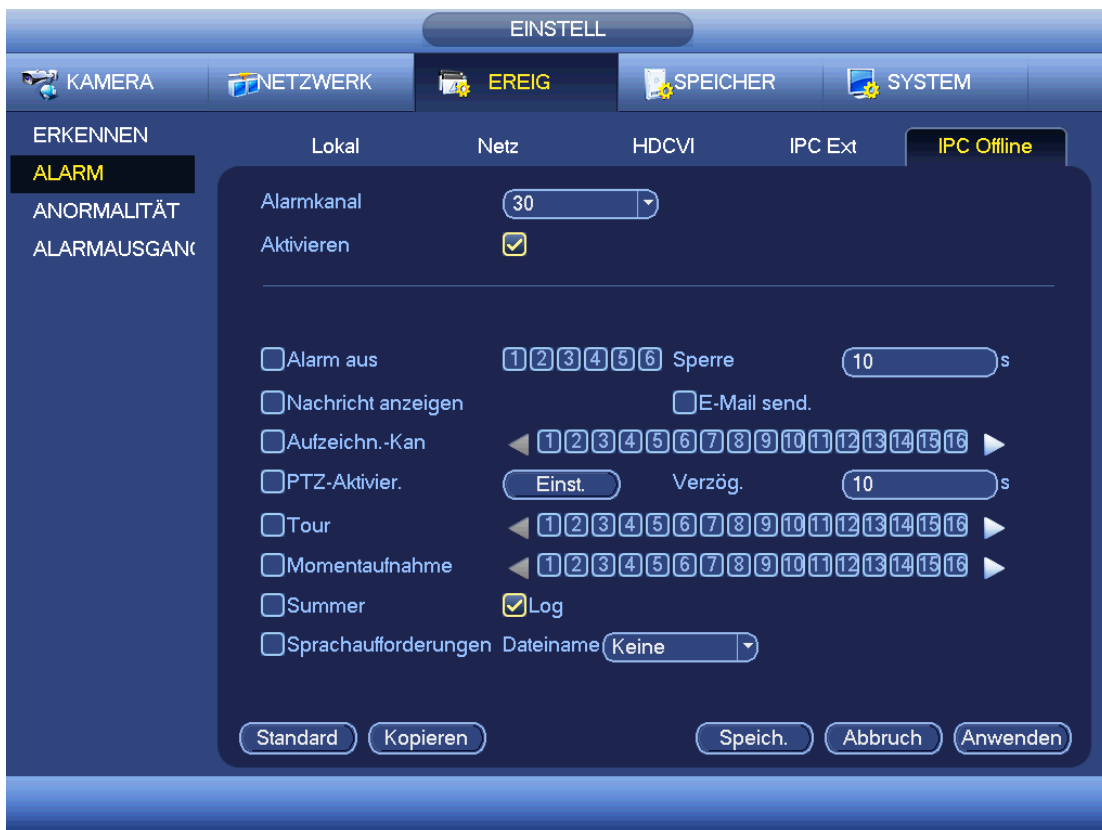 EINSTELL
KAMERA NETZWERK EREIG SPEICHER SYSTEM
ERKENNEN
ALARM
ANORMALITÄT
ALARMAUSGANG
Lokal Netz HDCVI IPC Ext IPC Offline
Alarmkanal 30
Aktivieren
Alarm aus 1 2 3 4 5 6 Sperre 10 s
Nachricht anzeigen E-Mail send.
Aufzeichn.-Kan 1 2 3 4 5 6 7 8 9 10 11 12 13 14 15 16
PTZ-Aktivier. Einst. Verzög. 10 s
Tour 1 2 3 4 5 6 7 8 9 10 11 12 13 14 15 16
Momentaufnahme 1 2 3 4 5 6 7 8 9 10 11 12 13 14 15 16
Summer Log
Sprachaufforderungen Dateiname Keine
Standard Kopieren Speich. Abbruch Anwenden